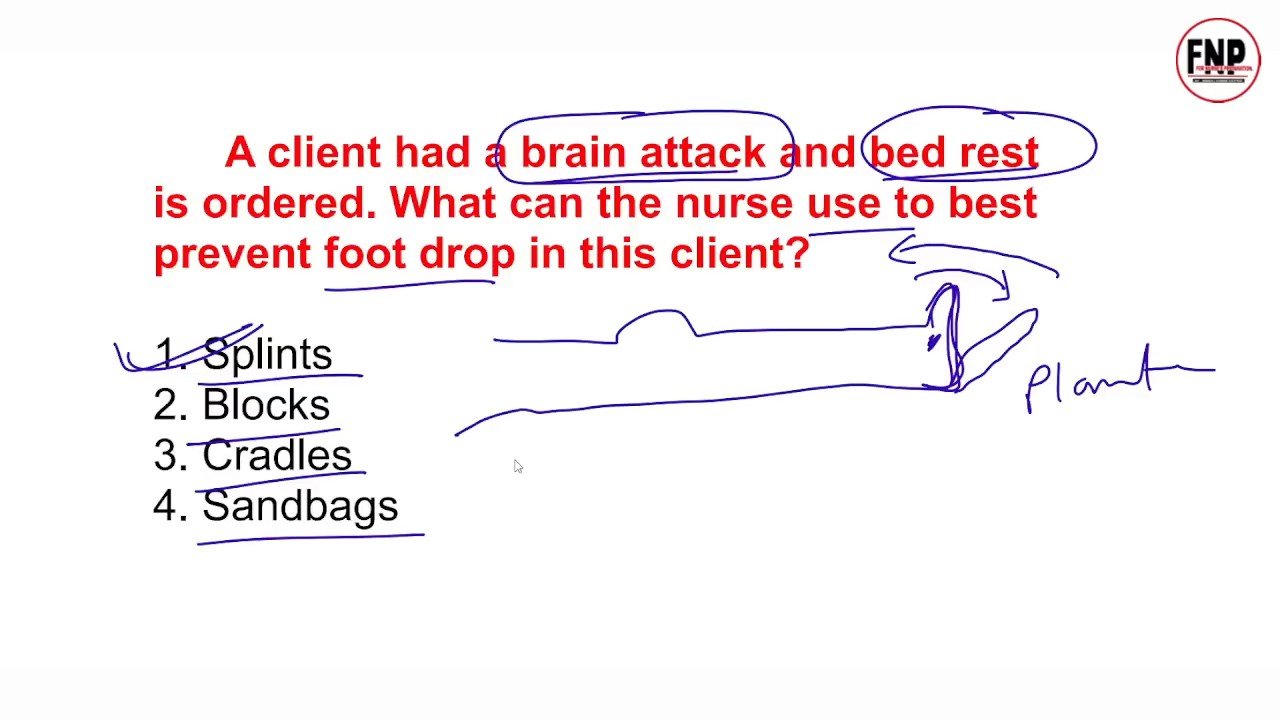 FNP
A client had a brain attack and bed rest
is ordered. What can the nurse use to best
prevent foot drop in this client?
1. Splints
2. Blocks
3. Cradles
4. Sandbags